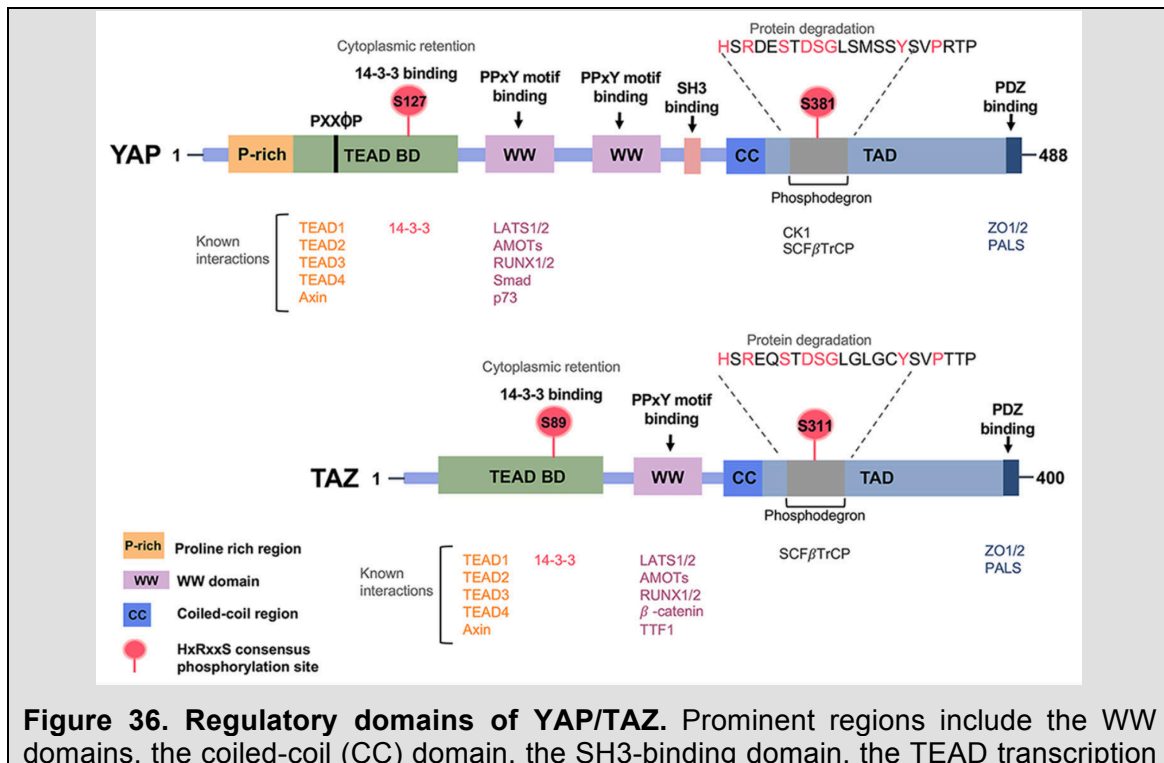 Protein degradation
HSRDESTDSGLSMSSYSVPRTP
Cytoplasmic retention
14-3-3 binding
S127
PPxY motif
binding
PPxY motif
binding
SH3
binding
S381
PDZ
binding
PXXϕP
YAP 1
P-rich
TEAD BD
WW
WW
CC
TAD
488
Phosphodegron
Known
interactions
TEAD1
TEAD2
TEAD3
TEAD4
Axin
14-3-3
LATS1/2
AMOTs
RUNX1/2
Smad
p73
CK1
SCFβTrCP
ZO1/2
PALS
Protein degradation
HSREQSTDSGLGLGCYSVPTTP
Cytoplasmic retention
14-3-3 binding
S89
PPxY motif
binding
S311
PDZ
binding
TAZ 1
TEAD BD
WW
CC
TAD
400
Phosphodegron
Known
interactions
TEAD1
TEAD2
TEAD3
TEAD4
Axin
14-3-3
LATS1/2
AMOTs
RUNX1/2
β -catenin
TTF1
SCFβTrCP
ZO1/2
PALS
P-rich Proline rich region
WW WW domain
CC Coiled-coil region
HxRxxS consensus
phosphorylation site
Figure 36. Regulatory domains of YAP/TAZ. Prominent regions include the WW
domains, the coiled-coil (CC) domain, the SH3-binding domain, the TEAD transcription